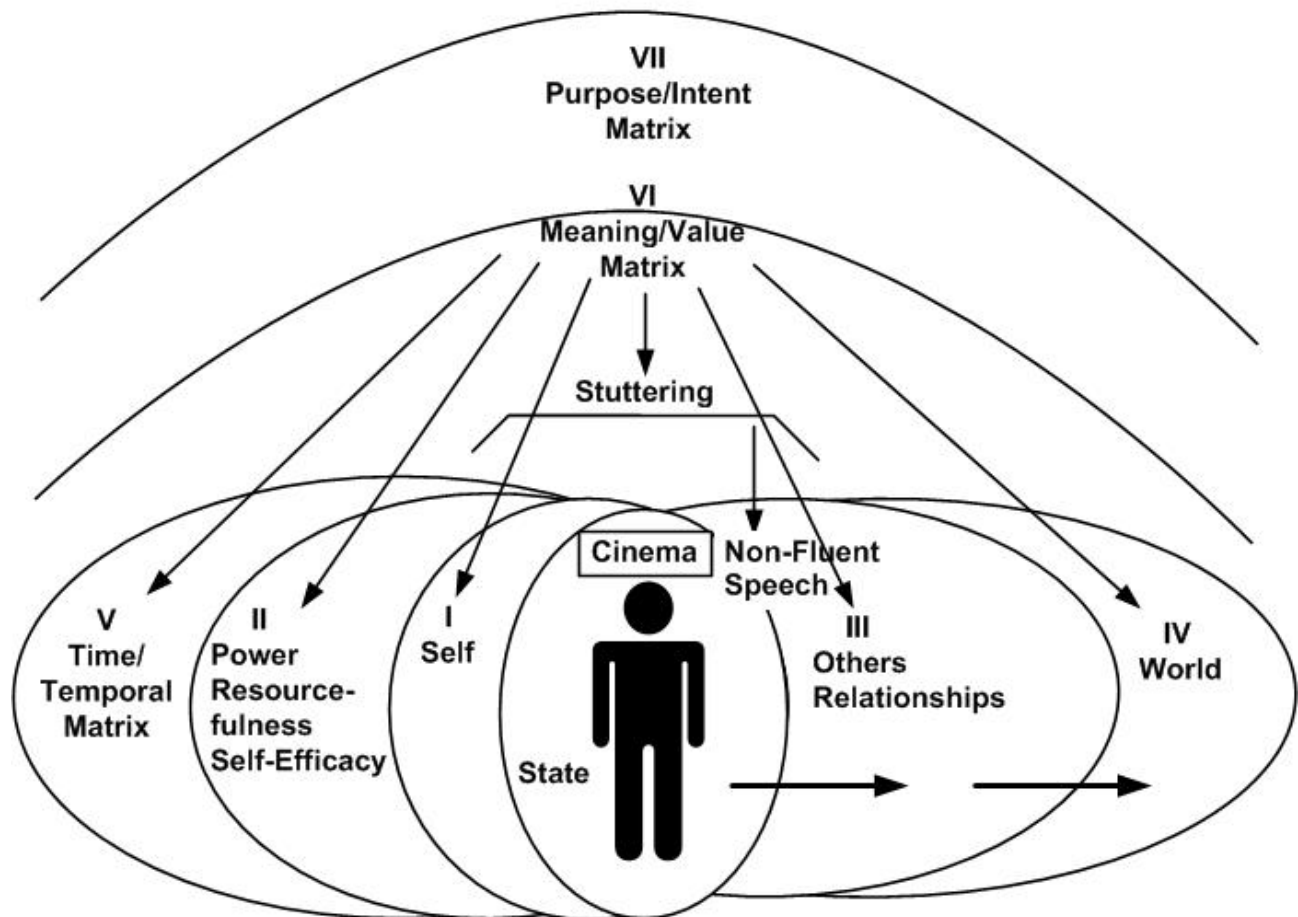 VII
Purpose/Intent
Matrix
VI
Meaning/Value
Matrix
Stuttering
Cinema
Non-Fluent
Speech
V
Time/
Temporal
Matrix
II
Power
Resource-
fulness
Self-Efficacy
I
Self
State
III
Others
Relationships
IV
World